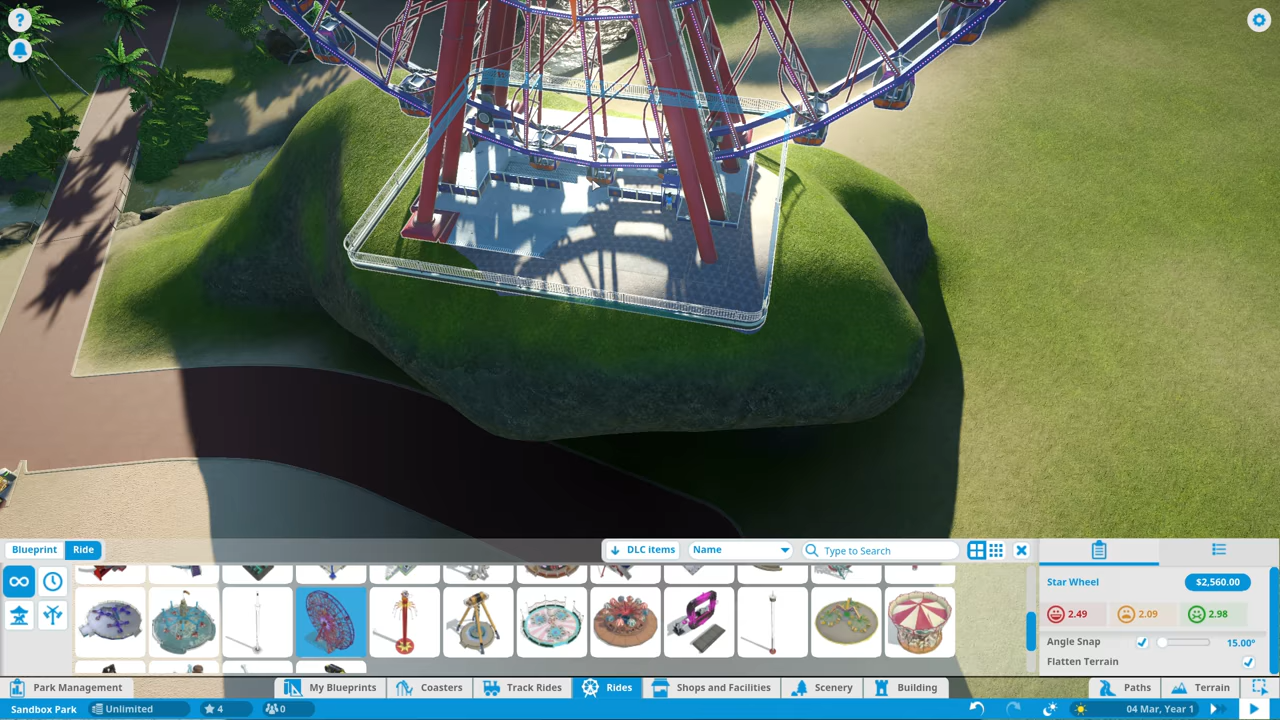 ?
Blueprint
Ride
DLC items
Name
Type to Search
Star Wheel
$2,560.00
2.49
2.09
2.98
Angle Snap
15.00°
Flatten Terrain
Park Management
My Blueprints
Coasters
Track Rides
Rides
Shops and Facilities
Scenery
Building
Paths
Terrain
Sandbox Park
Unlimited
4
0
04 Mar, Year 1